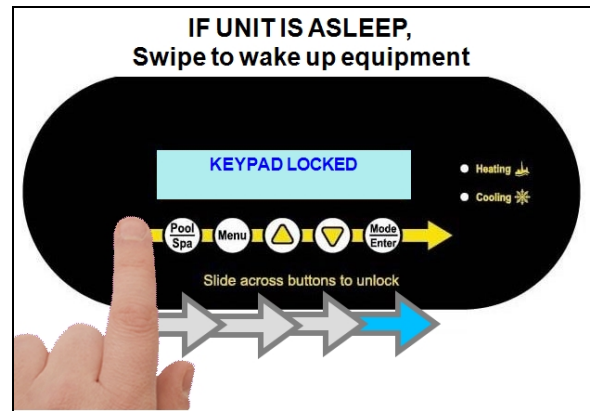 IF UNIT IS ASLEEP,
Swipe to wake up equipment
KEYPAD LOCKED
Heating
Cooling
Pool
Spa
Menu
Mode
Enter
Slide across buttons to unlock